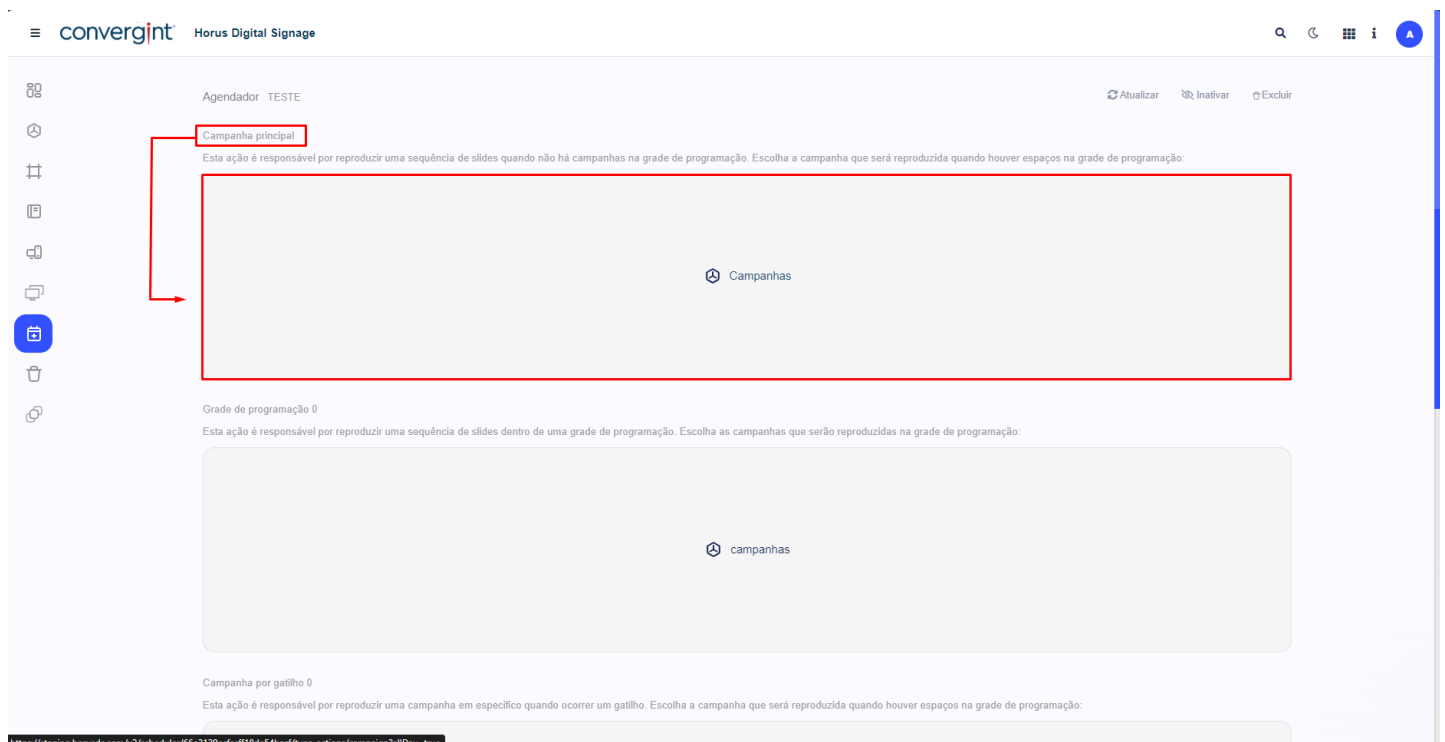 convergint Horus Digital Signage
A
Agendador TESTE
Atualizar Inativar Excluir
Campanha principal
Esta ação é responsável por reproduzir uma sequência de slides quando não há campanhas na grade de programação. Escolha a campanha que será reproduzida quando houver espaços na grade de programação:
Campanhas
Grade de programação 0
Esta ação é responsável por reproduzir uma sequência de slides dentro de uma grade de programação. Escolha as campanhas que serão reproduzidas na grade de programação:
campanhas
Campanha por gatilho 0
Esta ação é responsável por reproduzir uma campanha em específico quando ocorrer um gatilho. Escolha a campanha que será reproduzida quando houver espaços na grade de programação: